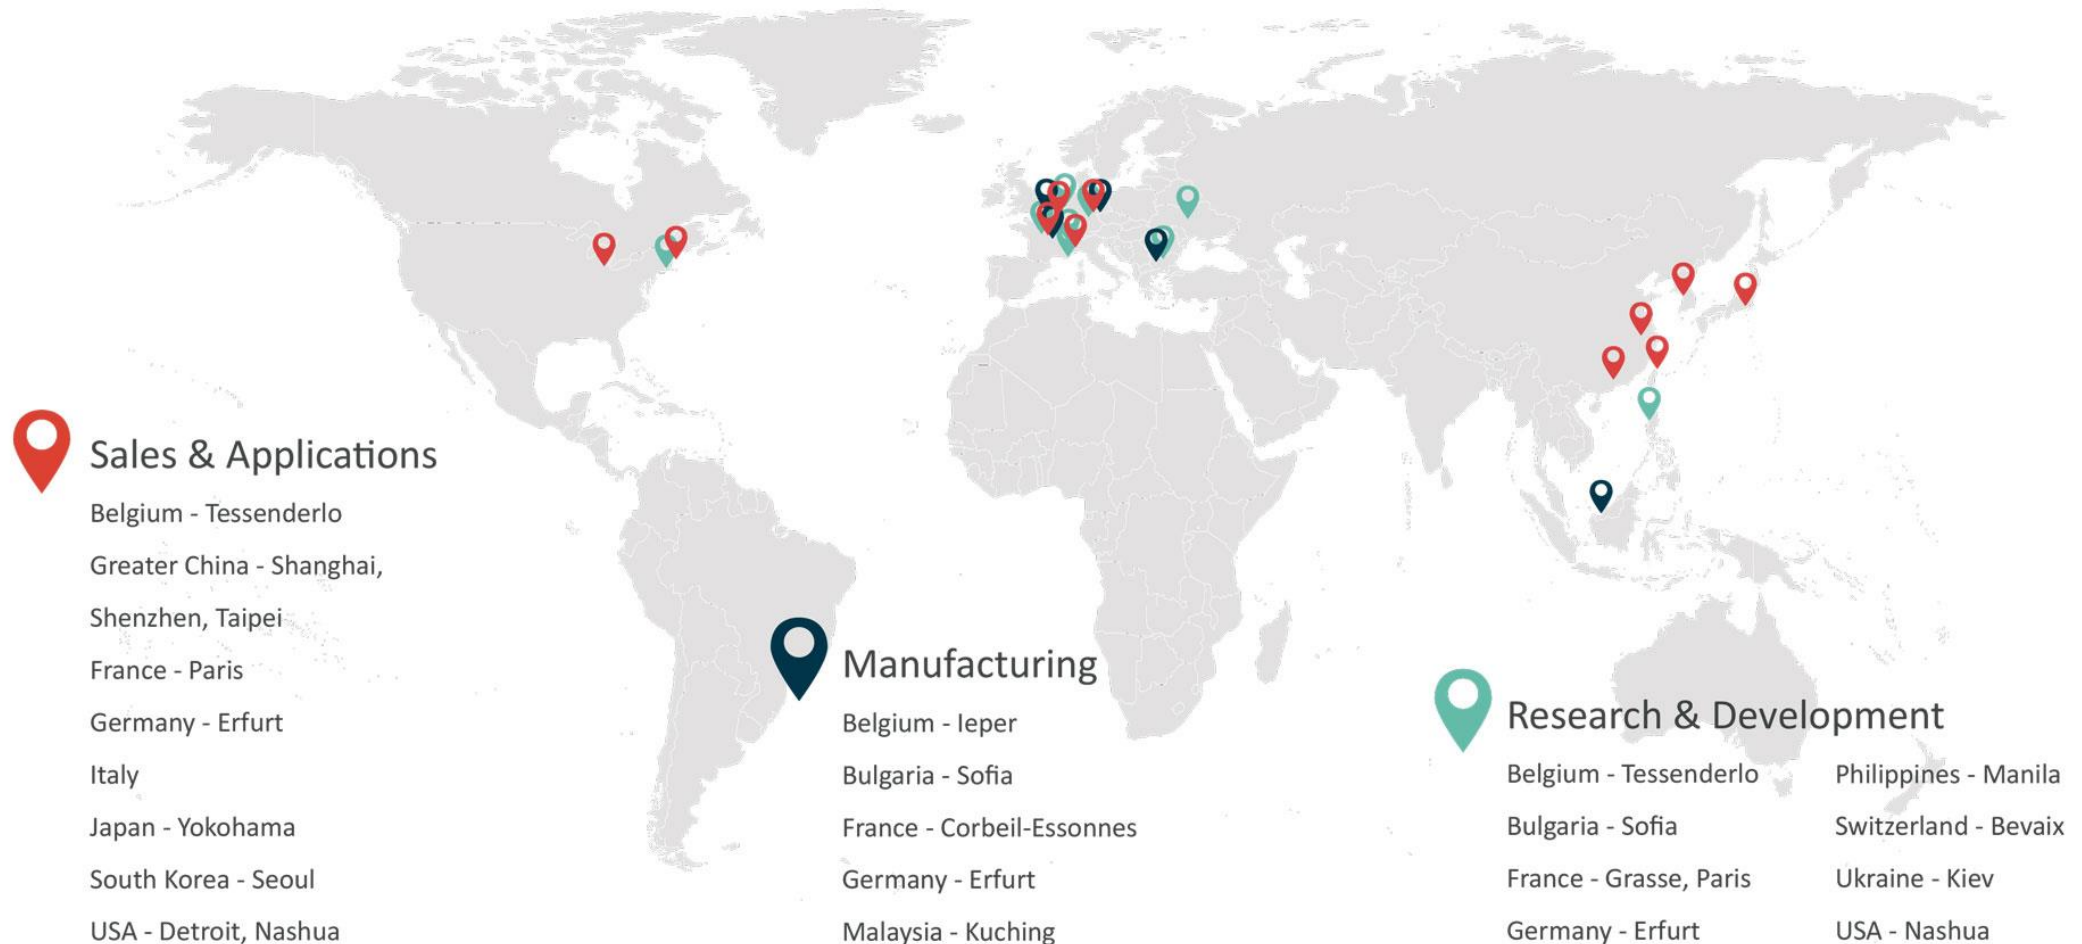 Sales & Applications
Belgium - Tessenderlo
Greater China - Shanghai,
Shenzhen, Taipei
France - Paris
Germany - Erfurt
Italy
Japan - Yokohama
South Korea - Seoul
USA - Detroit, Nashua
Manufacturing
Belgium - Ieper
Bulgaria - Sofia
France - Corbeil-Essonnes
Germany - Erfurt
Malaysia - Kuching
Research & Development
Belgium - Tessenderlo
Bulgaria - Sofia
France - Grasse, Paris
Germany - Erfurt
Philippines - Manila
Switzerland - Bevaix
Ukraine - Kiev
USA - Nashua